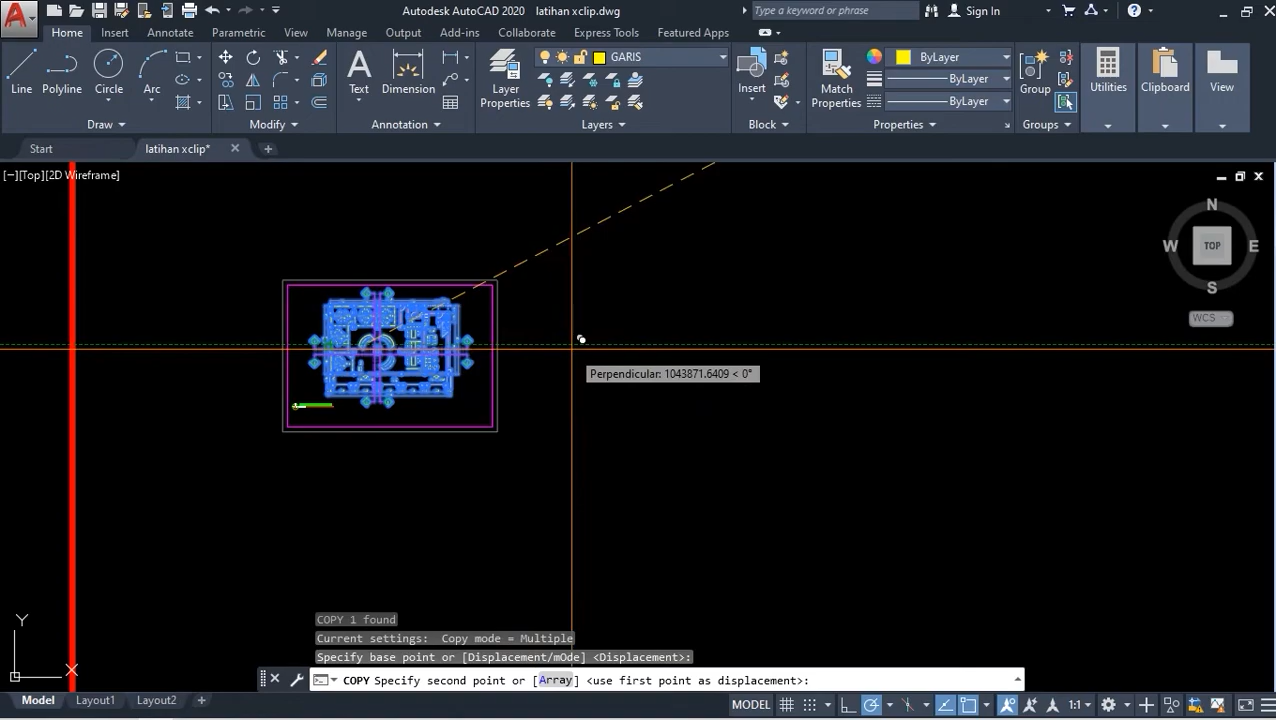 Autodesk AutoCAD 2020 latihan xclip.dwg
Type a keyword or phrase
Sign In
Home Insert Annotate Parametric View Manage Output Add-ins Collaborate Express Tools Featured Apps
Line Polyline Circle Arc
Text Dimension
Layer Properties
GARIS
Insert
Match Properties
ByLayer
ByLayer
ByLayer
Group
Utilities
Clipboard
View
Draw Modify Annotation Layers Block Properties Groups
Start latihan xclip*
[−][Top][2D Wireframe]
N
W TOP E
S
WCS
Perpendicular: 1043871.6409 < 0°
Y
X
COPY 1 found
Current settings: Copy mode = Multiple
Specify base point or [Displacement/mOde] <Displacement>:
COPY Specify second point or [Array] <use first point as displacement>:
Model Layout1 Layout2 +
MODEL
1:1